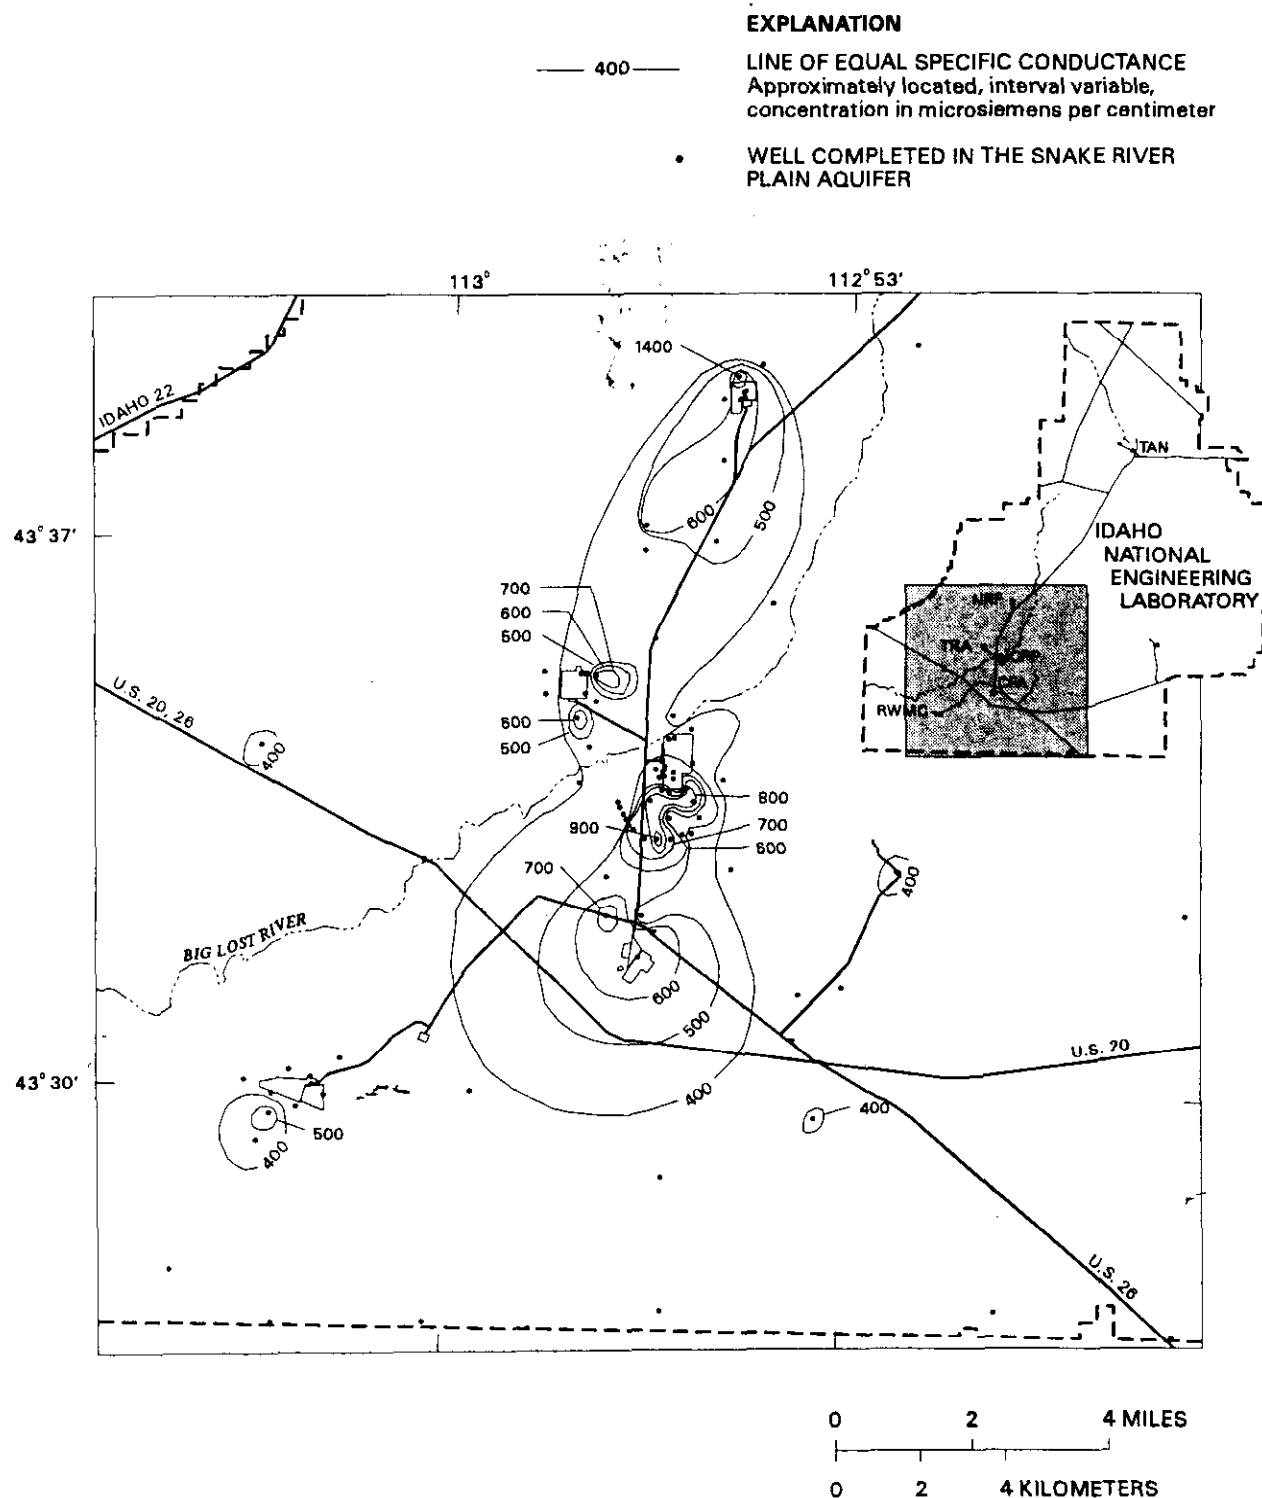 EXPLANATION
400
LINE OF EQUAL SPECIFIC CONDUCTANCE
Approximately located, interval variable,
concentration in microsiemens per centimeter
WELL COMPLETED IN THE SNAKE RIVER
PLAIN AQUIFER
113°
112° 53'
1400
IDAHO 22
TAN
600
500
43° 37'
IDAHO
NATIONAL
ENGINEERING
LABORATORY
700
600
500
NRF
TRA
CFA
RWMC
U.S. 20, 26
400
600
500
800
900
700
600
700
400
BIG LOST RIVER
600
500
U.S. 20
43° 30'
400
400
500
400
U.S. 26
0 2 4 MILES
0 2 4 KILOMETERS